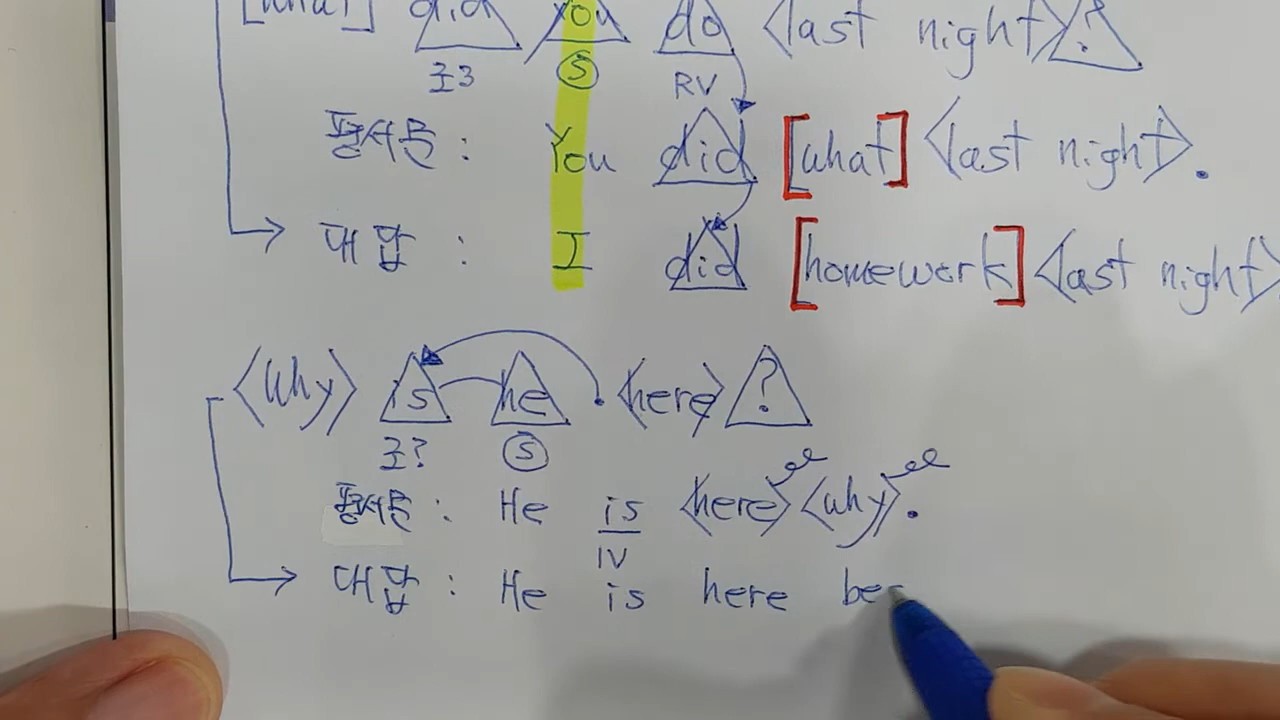 [what] did you do <last night>?
조3 S RV
평서문 : You did [what] <last night>.
대답 : I did [homework] <last night>
<why> is he <here>?
조? S
평서문 : He is <here> <why>.
IV
대답 : He is here bec